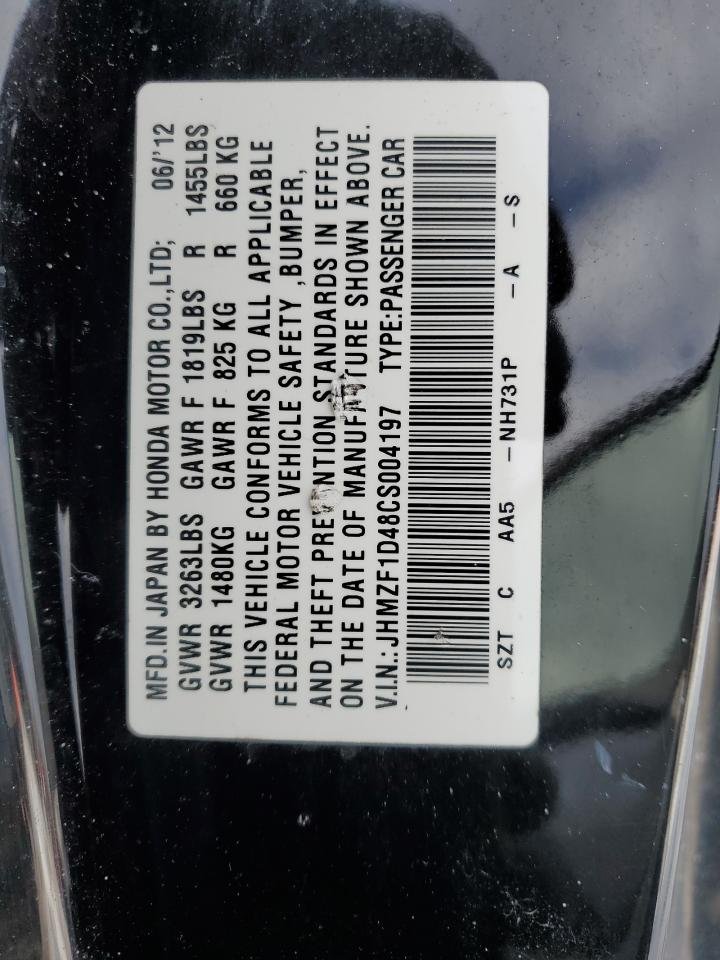 MFD.IN JAPAN BY HONDA MOTOR CO.,LTD; 06/'12
GVWR 3263LBS GAWR F 1819LBS R 1455LBS
GVWR 1480KG GAWR F 825 KG R 660 KG
THIS VEHICLE CONFORMS TO ALL APPLICABLE
FEDERAL MOTOR VEHICLE SAFETY ,BUMPER,
AND THEFT PREVENTION STANDARDS IN EFFECT
ON THE DATE OF MANUFACTURE SHOWN ABOVE.
V.I.N.: JHMZF1D48CS004197 TYPE:PASSENGER CAR
SZT C AA5 -NH731P -A -S